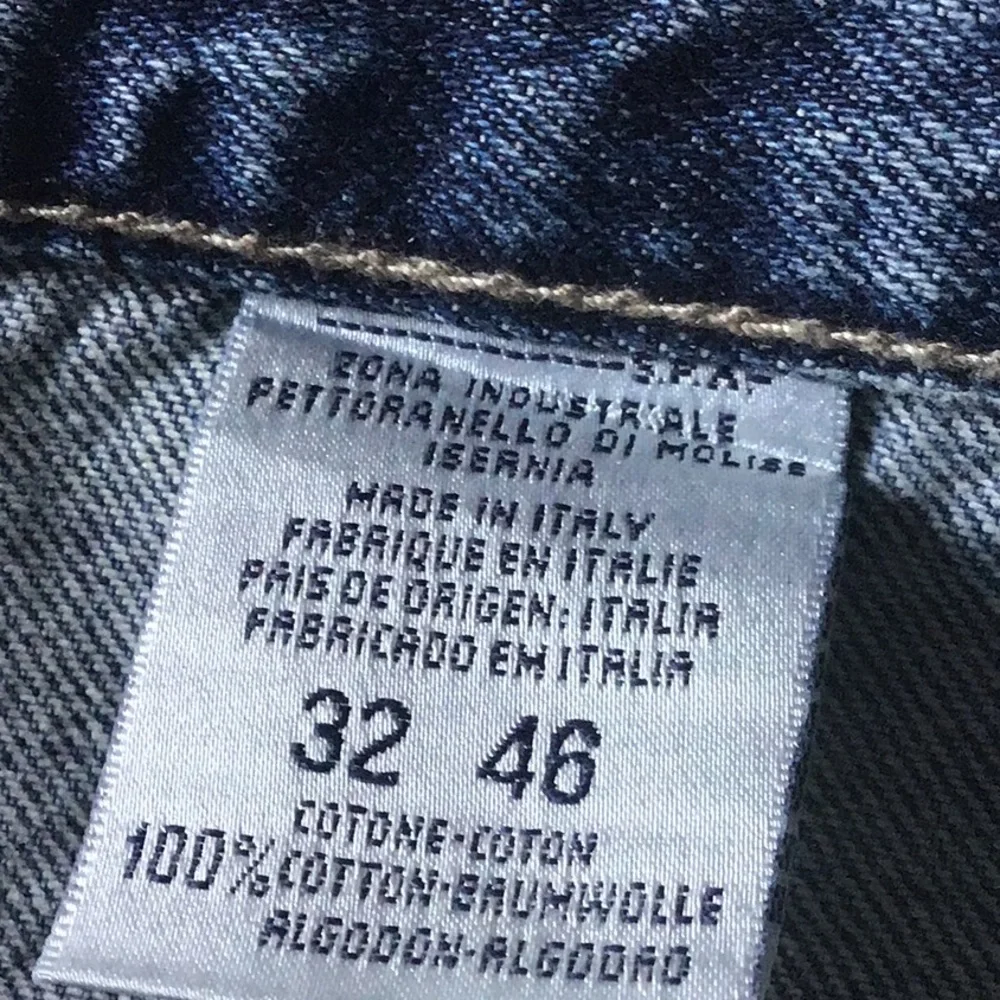 S.P.A.
ZONA INDUSTRIALE
PETTORANELLO DI MOLISE
ISERNIA
MADE IN ITALY
FABRIQUE EN ITALIE
PAIS DE ORIGEN: ITALIA
FABRICADO EM ITALIA
32 46
COTONE-COTON
100% COTTON-BAUMWOLLE
ALGODON-ALGODAO